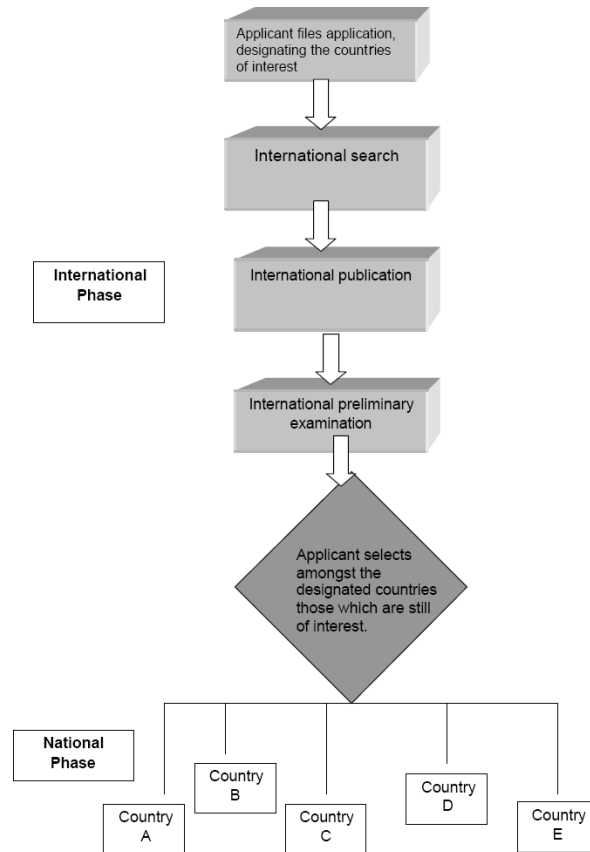 Applicant files application,
designating the countries
of interest
International search
International
Phase
International publication
International preliminary
examination
Applicant selects
amongst the
designated countries
those which are still
of interest.
National
Phase
Country
A
Country
B
Country
C
Country
D
Country
E